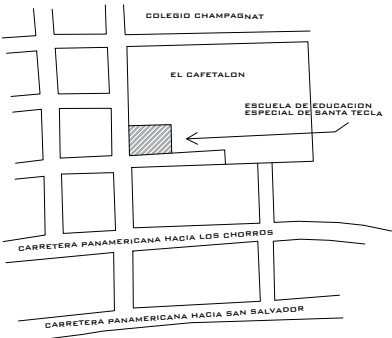 COLEGIO CHAMPAGNAT
EL CAFETALON
ESCUELA DE EDUCACION
ESPECIAL DE SANTA TECLA
CARRETERA PANAMERICANA HACIA LOS CHORROS
CARRETERA PANAMERICANA HACIA SAN SALVADOR